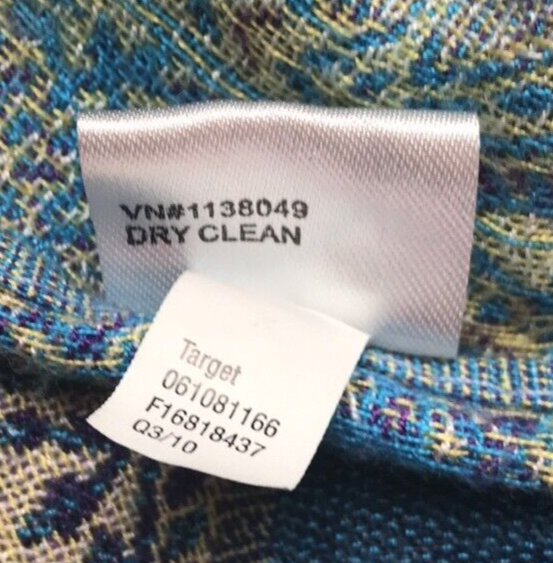 VN#1138049
DRY CLEAN
Target
061081166
F16818437
Q3/10